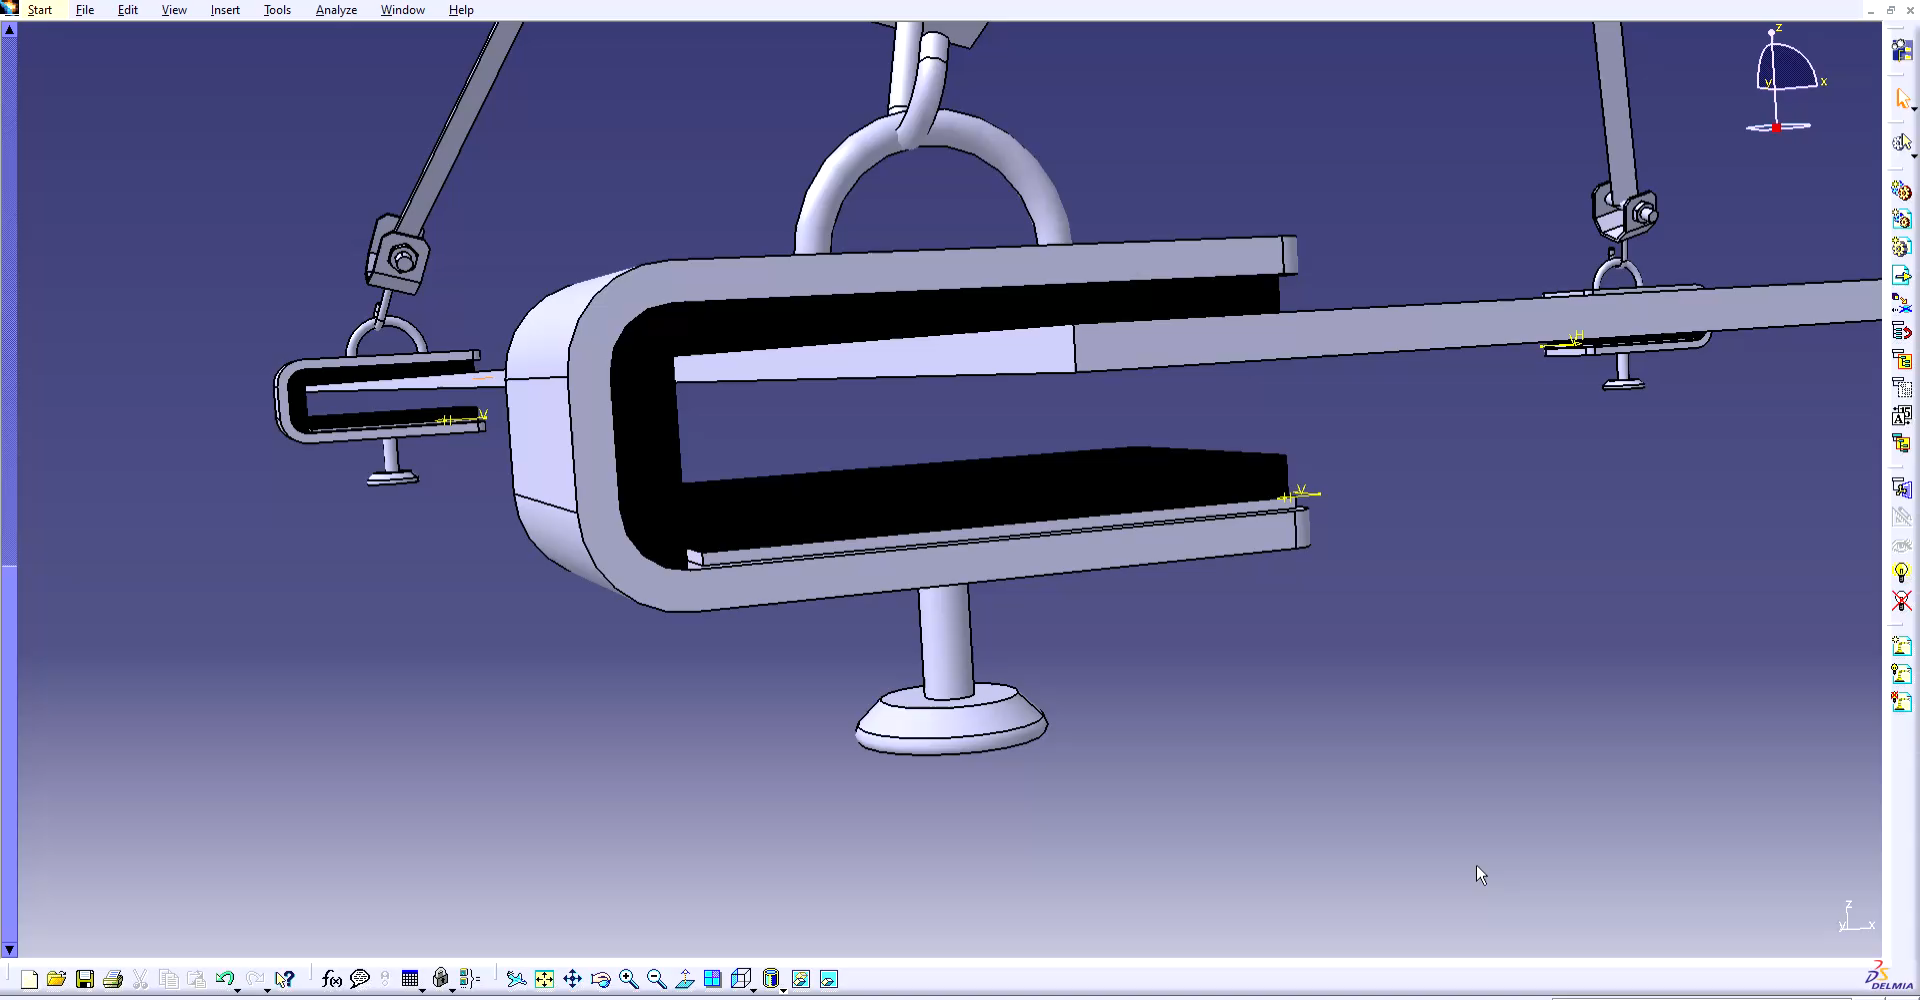 Start File Edit View Insert Tools Analyze Window Help
z
x
y
H
V
H
V
V
z
y x
f(x)
DELMIA